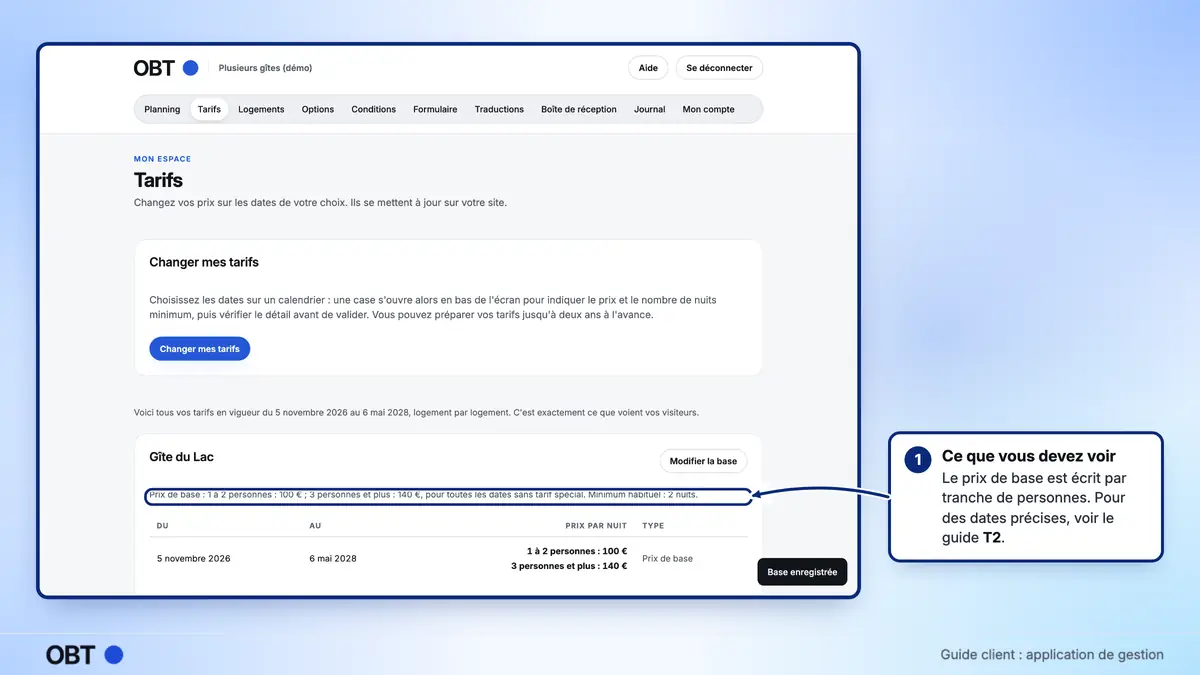 OBT
Plusieurs gîtes (démo)
Aide
Se déconnecter
Planning
Tarifs
Logements
Options
Conditions
Formulaire
Traductions
Boîte de réception
Journal
Mon compte
MON ESPACE
Tarifs
Changez vos prix sur les dates de votre choix. Ils se mettent à jour sur votre site.
Changer mes tarifs
Choisissez les dates sur un calendrier : une case s'ouvre alors en bas de l'écran pour indiquer le prix et le nombre de nuits
minimum, puis vérifier le détail avant de valider. Vous pouvez préparer vos tarifs jusqu'à deux ans à l'avance.
Changer mes tarifs
Voici tous vos tarifs en vigueur du 5 novembre 2026 au 6 mai 2028, logement par logement. C'est exactement ce que voient vos visiteurs.
Gîte du Lac
Modifier la base
Prix de base : 1 à 2 personnes : 100 € ; 3 personnes et plus : 140 €, pour toutes les dates sans tarif spécial. Minimum habituel : 2 nuits.
DU
AU
PRIX PAR NUIT
TYPE
5 novembre 2026
6 mai 2028
1 à 2 personnes : 100 €
3 personnes et plus : 140 €
Prix de base
Base enregistrée
1
Ce que vous devez voir
Le prix de base est écrit par
tranche de personnes. Pour
des dates précises, voir le
guide T2.
OBT
Guide client : application de gestion